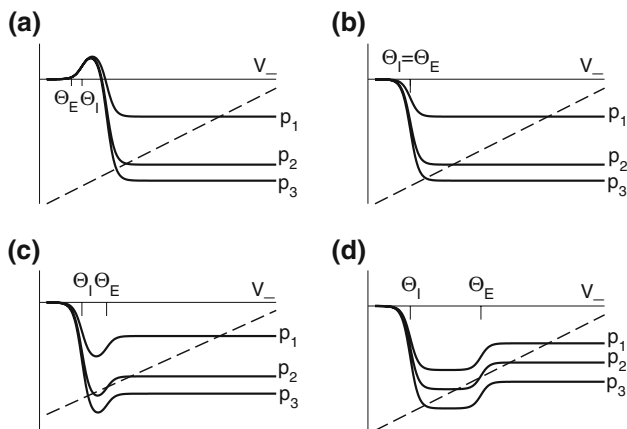 (a)
V_
Θ_E Θ_I
p_1
p_2
p_3
(b)
Θ_I=Θ_E
V_
p_1
p_2
p_3
(c)
Θ_I Θ_E
V_
p_1
p_2
p_3
(d)
Θ_I
Θ_E
V_
p_1
p_2
p_3